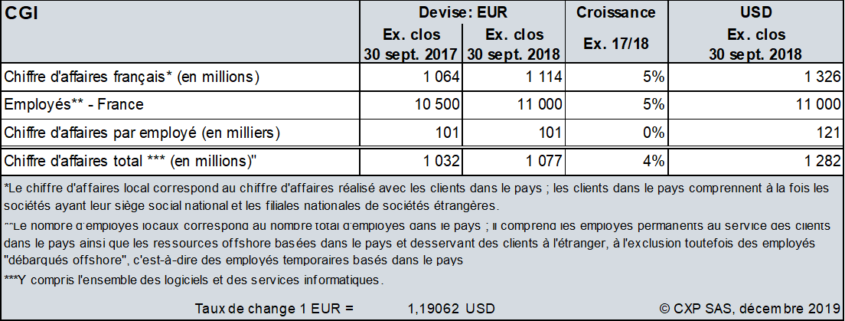 CGI Devise: EUR Croissance USD
Ex. clos Ex. clos Ex. clos
30 sept. 2017 30 sept. 2018 Ex. 17/18 30 sept. 2018
Chiffre d'affaires français* (en millions) 1 064 1 114 5% 1 326
Employés** - France 10 500 11 000 5% 11 000
Chiffre d'affaires par employé (en milliers) 101 101 0% 121
Chiffre d'affaires total *** (en millions)" 1 032 1 077 4% 1 282
*Le chiffre d'affaires local correspond au chiffre d'affaires réalisé avec les clients dans le pays ; les clients dans le pays comprennent à la fois les
sociétés ayant leur siège social national et les filiales nationales de sociétés étrangères.
**Le nombre d'employés locaux correspond au nombre total d'employés dans le pays ; il comprend les employés permanents au service des clients
dans le pays ainsi que les ressources offshore basées dans le pays et desservant des clients à l'étranger, à l'exclusion toutefois des employés
"débarqués offshore", c'est-à-dire des employés temporaires basés dans le pays
***Y compris l'ensemble des logiciels et des services informatiques.
Taux de change 1 EUR = 1,19062 USD © CXP SAS, décembre 2019